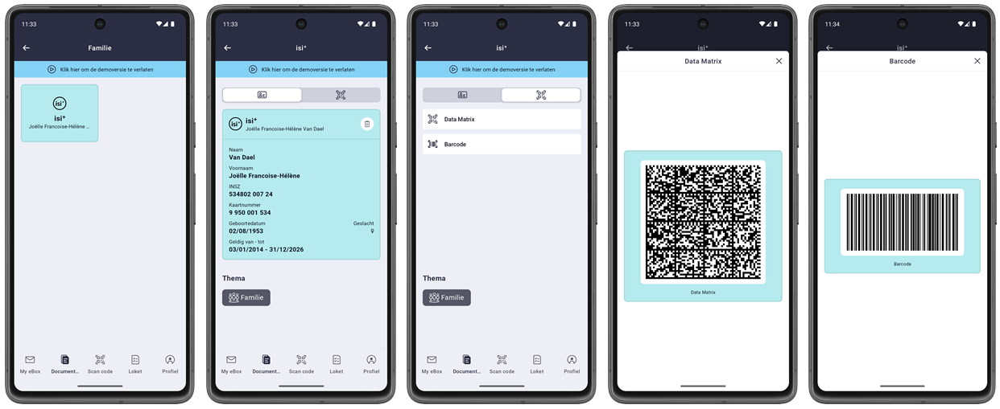 11:33
Familie
Klik hier om de demoversie te verlaten
isi+
isi+
Joëlle Francoise-Hélène ...
My eBox
Document...
Scan code
Loket
Profiel
11:33
isi+
Klik hier om de demoversie te verlaten
isi+
isi+
Joëlle Francoise-Hélène Van Dael
Naam
Van Dael
Voornaam
Joëlle Francoise-Hélène
INSZ
534802 007 24
Kaartnummer
9 950 001 534
Geboortedatum Geslacht
02/08/1953 ♀
Geldig van - tot
03/01/2014 - 31/12/2026
Thema
Familie
My eBox
Document...
Scan code
Loket
Profiel
11:33
isi+
Klik hier om de demoversie te verlaten
Data Matrix
Barcode
Thema
Familie
My eBox
Document...
Scan code
Loket
Profiel
11:33
isi+
Data Matrix
Data Matrix
11:34
isi+
Barcode
Barcode